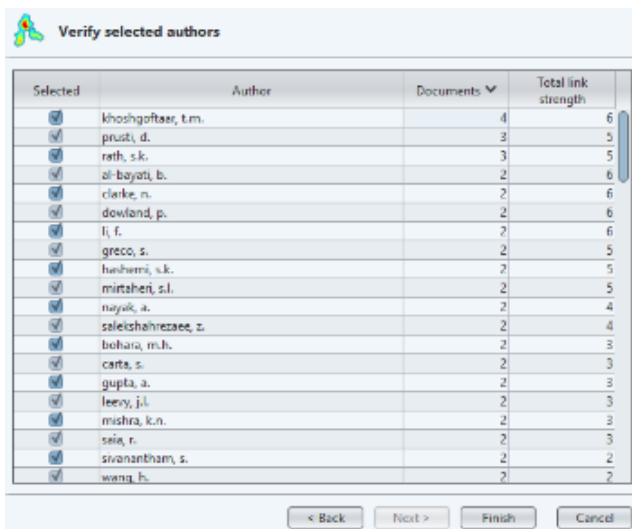 Verify selected authors
Selected Author Documents Total link strength
khoshgoftaar, t.m. 4 6
prusti, d. 3 5
rath, s.k. 3 5
al-bayati, b. 2 6
clarke, n. 2 6
dowland, p. 2 6
li, f. 2 6
greco, s. 2 5
hashemi, s.k. 2 5
mirtaheri, s.l. 2 5
nayak, a. 2 4
salekshahrezaee, z. 2 4
bohara, m.h. 2 3
carta, s. 2 3
gupta, a. 2 3
leevy, j.l. 2 3
mishra, k.n. 2 3
saia, r. 2 3
sivanantham, s. 2 2
wang, h. 2 2
< Back Next > Finish Cancel